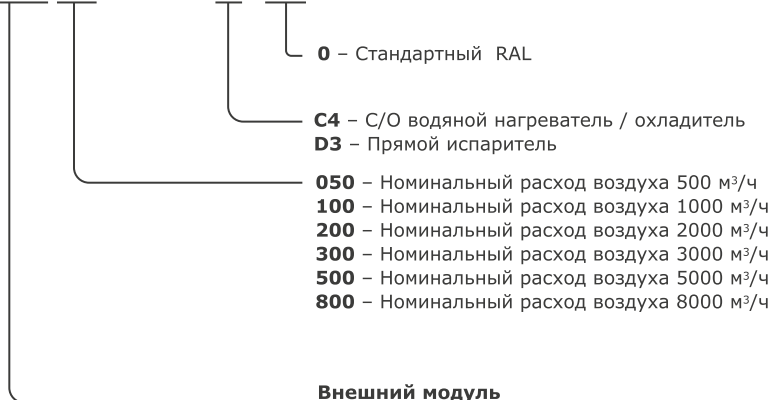 0 – Стандартный RAL
C4 – С/О водяной нагреватель / охладитель
D3 – Прямой испаритель
050 – Номинальный расход воздуха 500 м³/ч
100 – Номинальный расход воздуха 1000 м³/ч
200 – Номинальный расход воздуха 2000 м³/ч
300 – Номинальный расход воздуха 3000 м³/ч
500 – Номинальный расход воздуха 5000 м³/ч
800 – Номинальный расход воздуха 8000 м³/ч
Внешний модуль